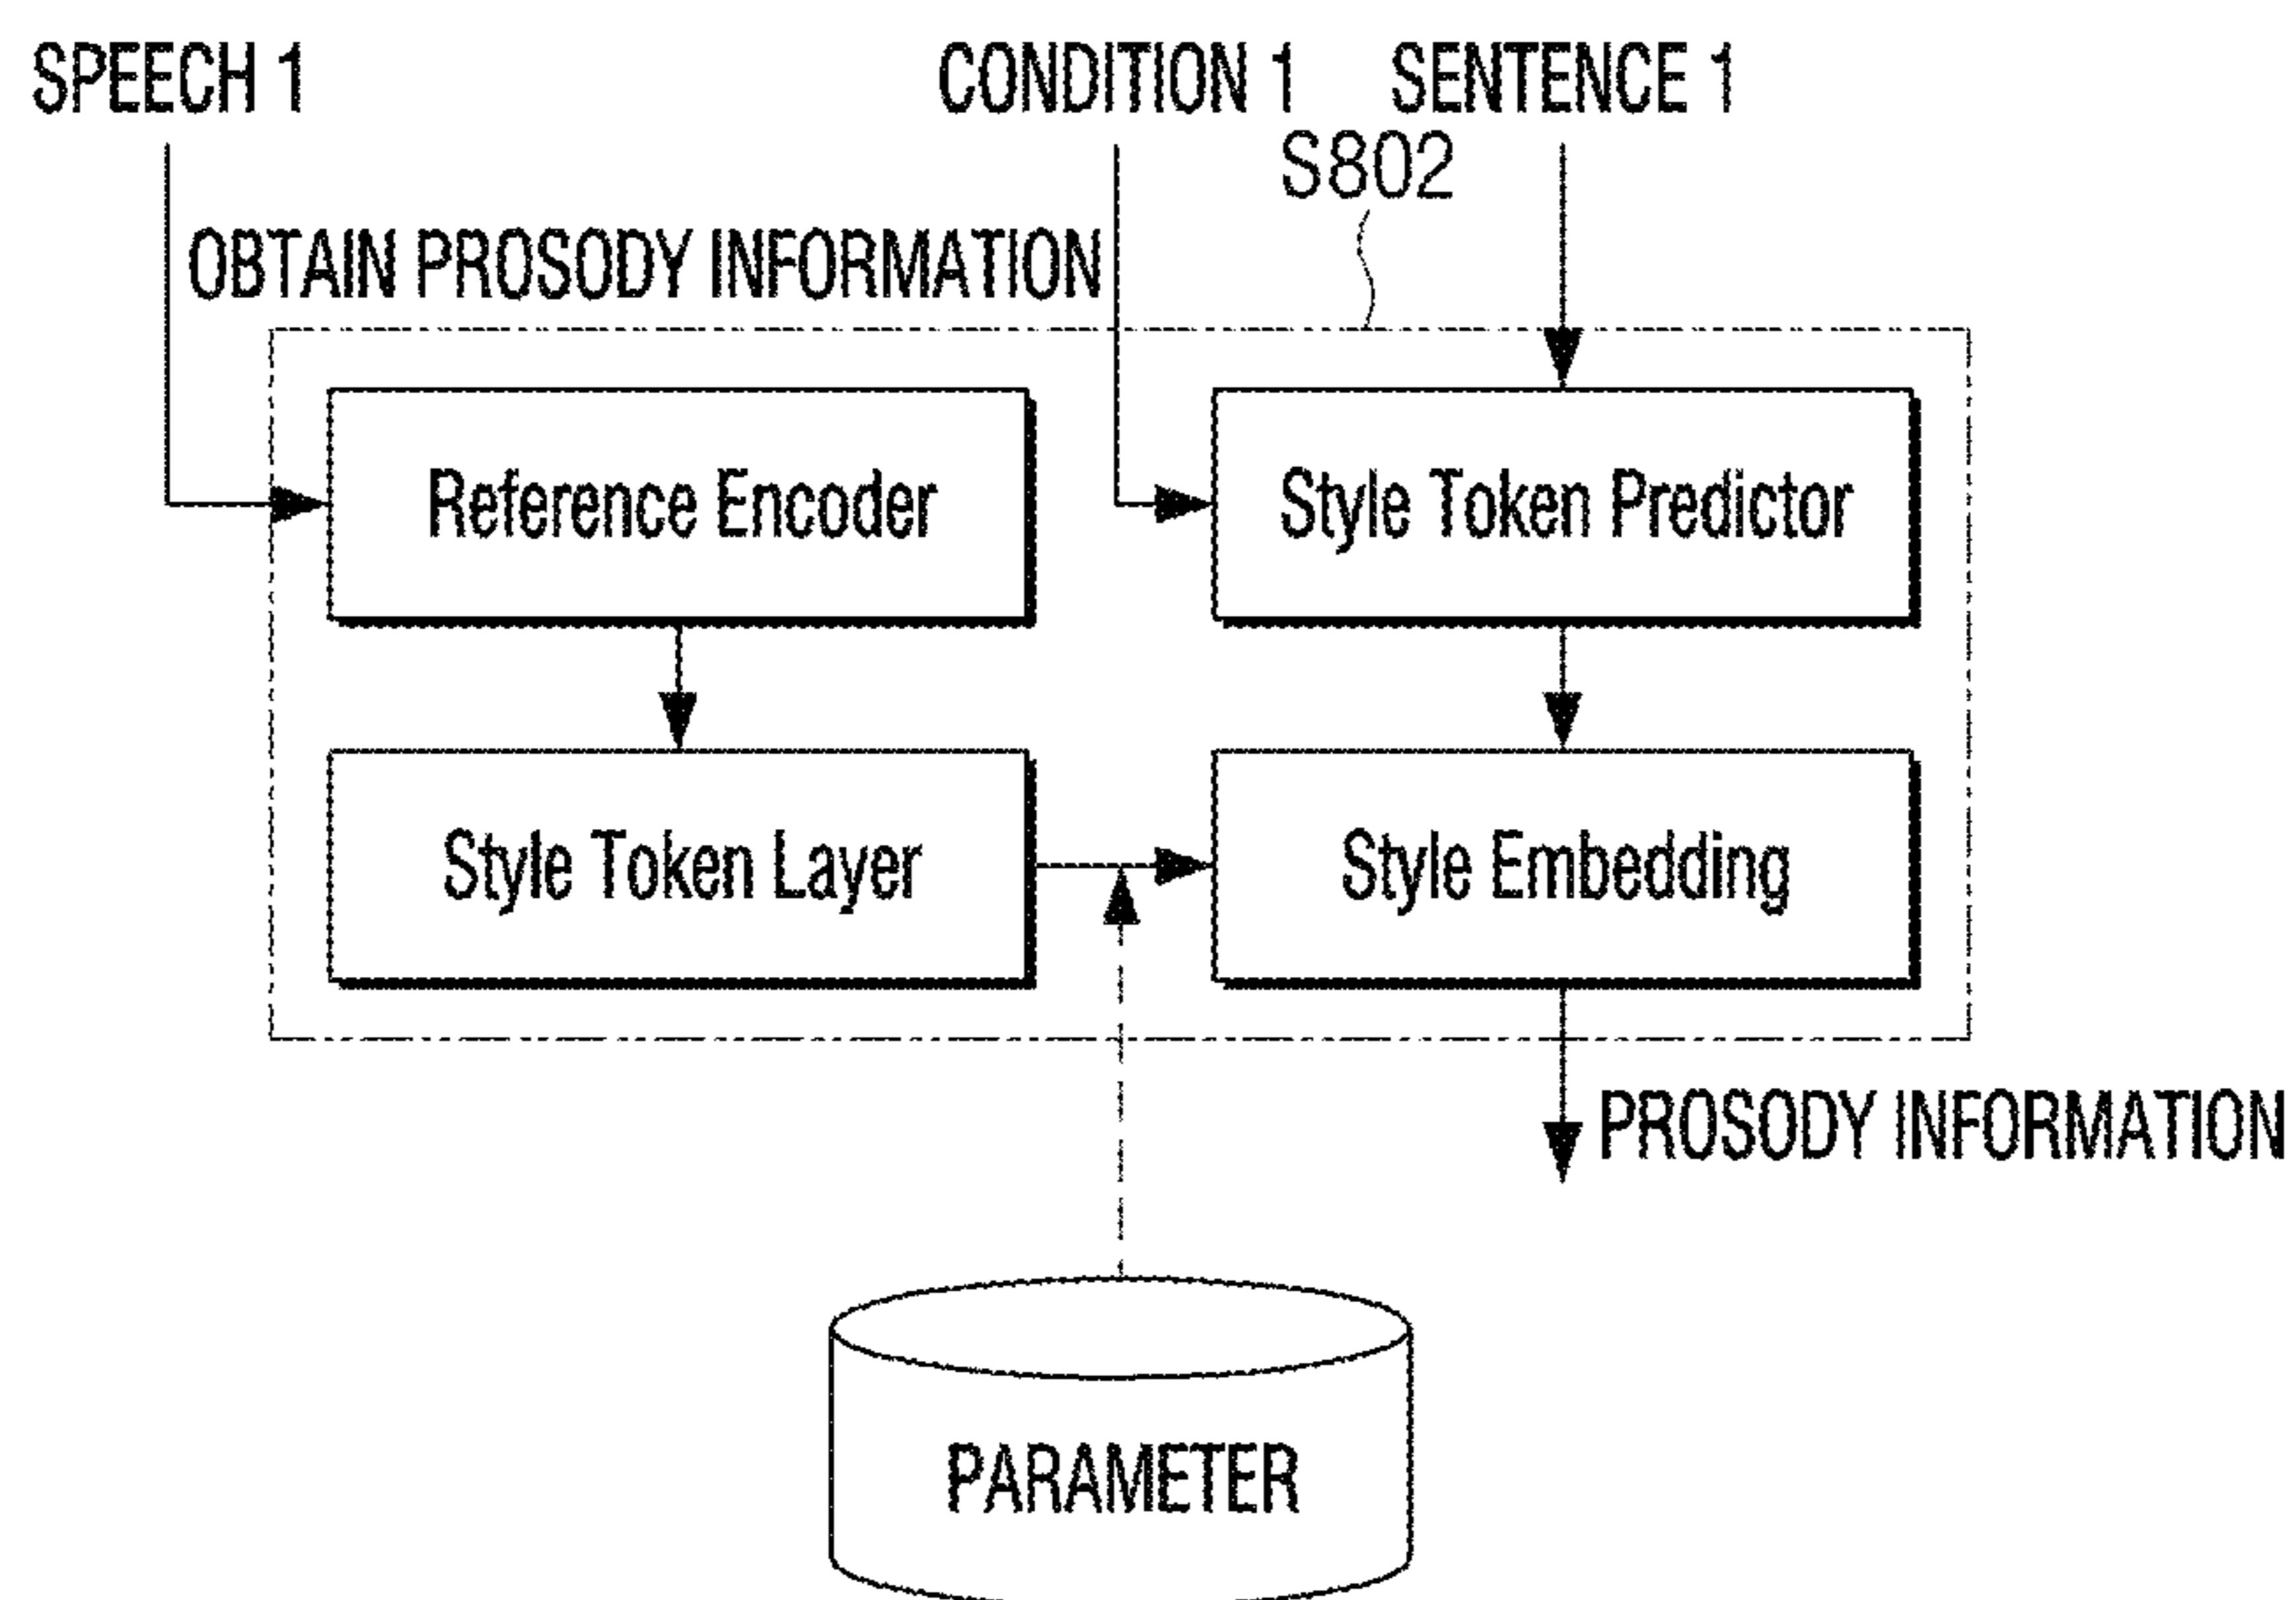 SPEECH 1
CONDITION 1
SENTENCE 1
S802
OBTAIN PROSODY INFORMATION
Reference Encoder
Style Token Predictor
Style Token Layer
Style Embedding
PROSODY INFORMATION
PARAMETER